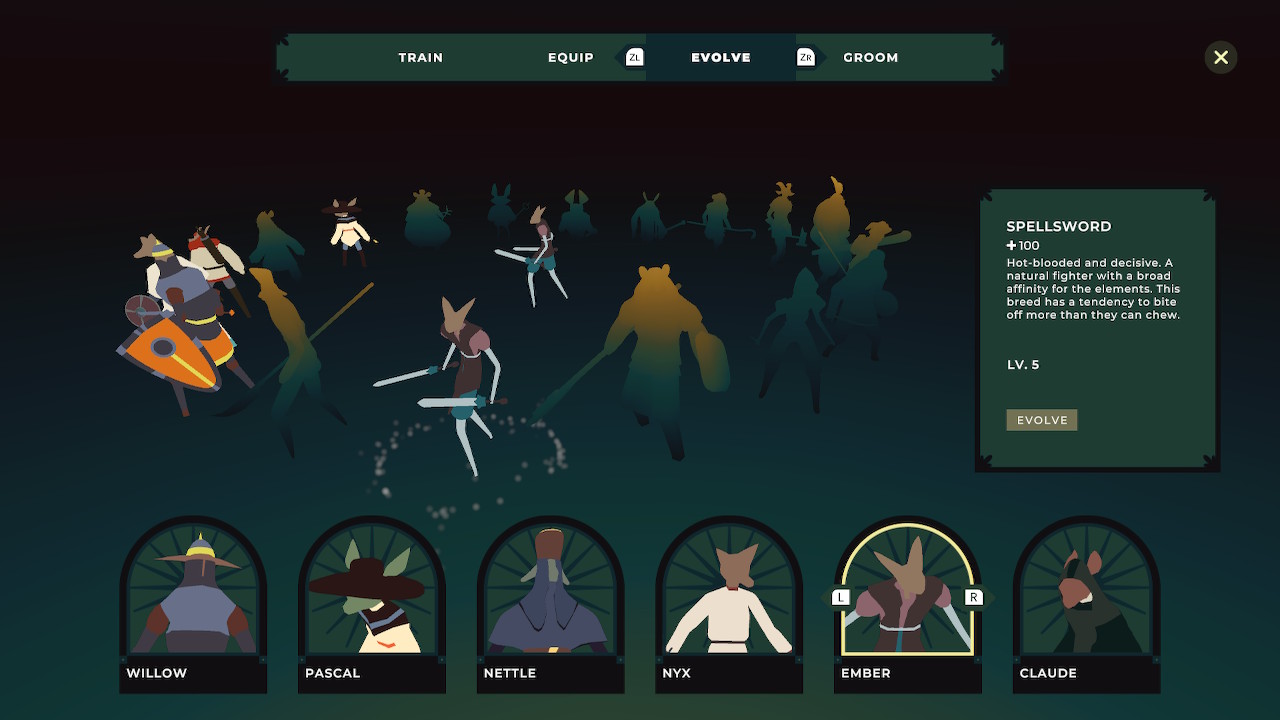 TRAIN EQUIP ZL EVOLVE ZR GROOM
SPELLSWORD
+100
Hot-blooded and decisive. A
natural fighter with a broad
affinity for the elements. This
breed has a tendency to bite
off more than they can chew.
LV. 5
EVOLVE
L R
WILLOW PASCAL NETTLE NYX EMBER CLAUDE